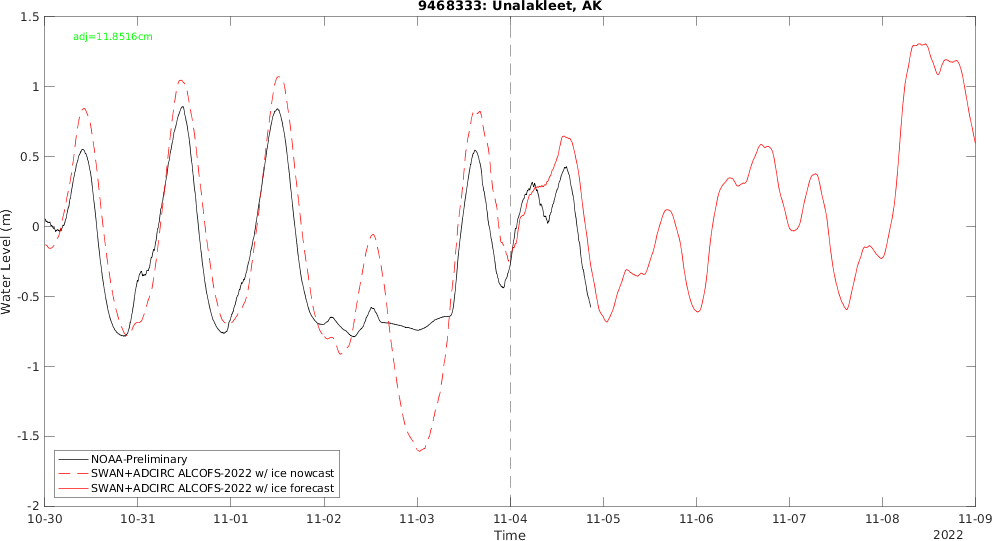 9468333: Unalakleet, AK
adj=11.8516cm
Water Level (m)
1.5
1
0.5
0
-0.5
-1
-1.5
-2
NOAA-Preliminary
SWAN+ADCIRC ALCOFS-2022 w/ ice nowcast
SWAN+ADCIRC ALCOFS-2022 w/ ice forecast
10-30 10-31 11-01 11-02 11-03 11-04 11-05 11-06 11-07 11-08 11-09
Time
2022